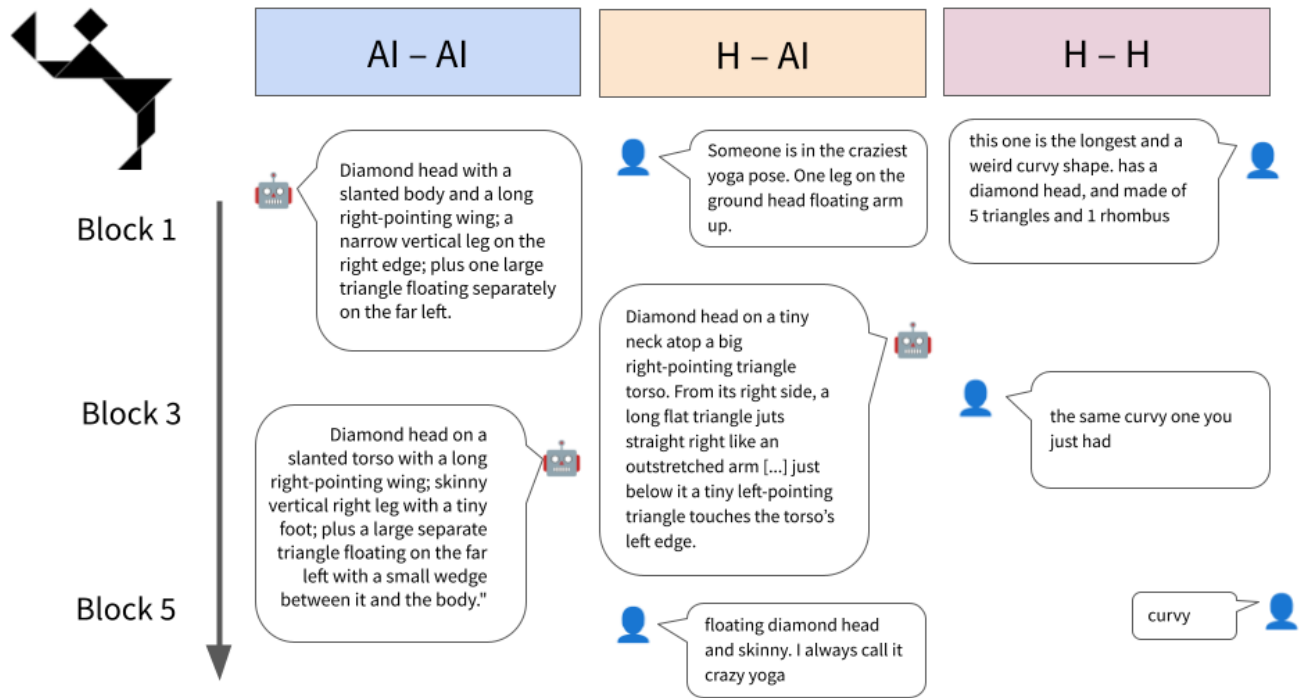 AI – AI
H – AI
H – H
Block 1
Diamond head with a
slanted body and a long
right-pointing wing; a
narrow vertical leg on the
right edge; plus one large
triangle floating separately
on the far left.
Someone is in the craziest
yoga pose. One leg on the
ground head floating arm
up.
this one is the longest and a
weird curvy shape. has a
diamond head, and made of
5 triangles and 1 rhombus
Block 3
Diamond head on a
slanted torso with a long
right-pointing wing; skinny
vertical right leg with a tiny
foot; plus a large separate
triangle floating on the far
left with a small wedge
between it and the body."
Diamond head on a tiny
neck atop a big
right-pointing triangle
torso. From its right side, a
long flat triangle juts
straight right like an
outstretched arm [...] just
below it a tiny left-pointing
triangle touches the torso's
left edge.
the same curvy one you
just had
Block 5
floating diamond head
and skinny. I always call it
crazy yoga
curvy